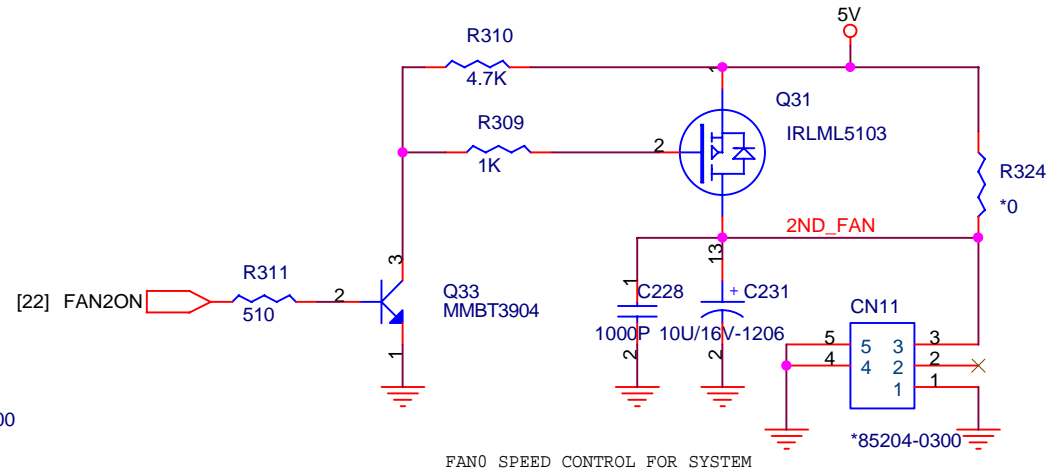 5V
R310
4.7K
1
Q31
IRLML5103
R309
1K
2
R324
*0
2ND_FAN
3
1
3
R311
510
[22] FAN2ON
2
Q33
MMBT3904
1
1
C228
1000P
2
+ C231
10U/16V-1206
2
CN11
5 5 3 3
4 4 2 2
1 1
*85204-0300
00
FAN0 SPEED CONTROL FOR SYSTEM